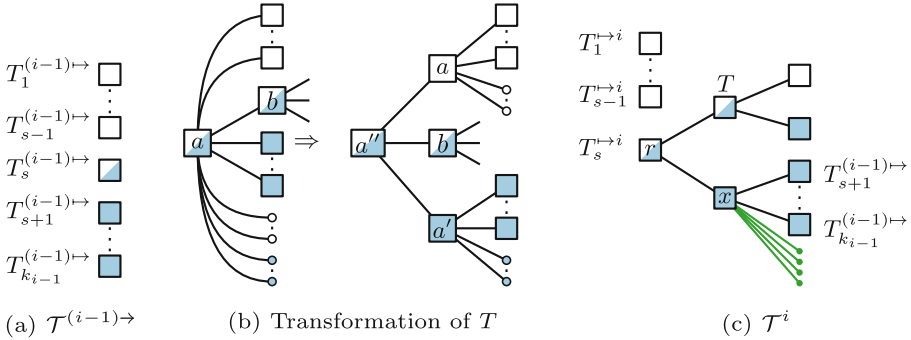 T_1^{(i-1)↦}
T_{s-1}^{(i-1)↦}
T_s^{(i-1)↦}
T_{s+1}^{(i-1)↦}
T_{k_{i-1}}^{(i-1)↦}
(a) 𝒯^{(i-1)→}
a
b
⇒
a
a″
b
a′
(b) Transformation of T
T_1^{↦i}
T_{s-1}^{↦i}
T_s^{↦i}
T
r
x
T_{s+1}^{(i-1)↦}
T_{k_{i-1}}^{(i-1)↦}
(c) 𝒯^i